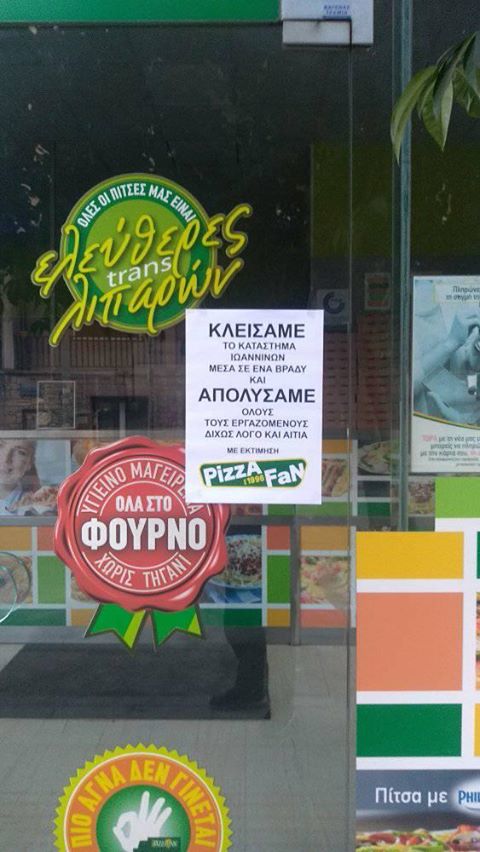 ΟΛΕΣ ΟΙ ΠΙΤΣΕΣ ΜΑΣ ΕΙΝΑΙ
ελεύθερες
trans
λιπαρών
ΚΛΕΙΣΑΜΕ
ΤΟ ΚΑΤΑΣΤΗΜΑ
ΙΩΑΝΝΙΝΩΝ
ΜΕΣΑ ΣΕ ΕΝΑ ΒΡΑΔΥ
ΚΑΙ
ΑΠΟΛΥΣΑΜΕ
ΟΛΟΥΣ
ΤΟΥΣ ΕΡΓΑΖΟΜΕΝΟΥΣ
ΔΙΧΩΣ ΛΟΓΟ ΚΑΙ ΑΙΤΙΑ
ΜΕ ΕΚΤΙΜΗΣΗ
Pizza Fan
1996
ΥΓΙΕΙΝΟ ΜΑΓΕΙΡΕΜΑ
ΟΛΑ ΣΤΟ
ΦΟΥΡΝΟ
ΧΩΡΙΣ ΤΗΓΑΝΙ
ΠΙΟ ΑΓΝΑ ΔΕΝ ΓΙΝΕΤΑΙ
Πίτσα με